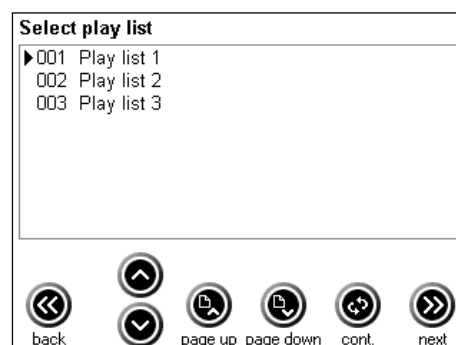 Select play list
001 Play list 1
002 Play list 2
003 Play list 3
back page up page down cont. next